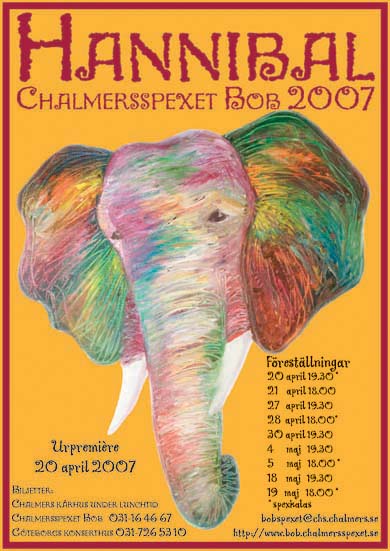 HANNIBAL
CHALMERSSPEXET BOB 2007
Föreställningar
20 april 19.30*
21 april 18.00
27 april 19.30
28 april 18.00*
30 april 19.30
4 maj 19.30
5 maj 18.00*
18 maj 19.30
19 maj 18.00*
*spexkalas
Urpremière
20 april 2007
BILJETTER:
CHALMERS KÅRHUS UNDER LUNCHTID
CHALMERSSPEXET BOB 031-16 46 67
GÖTEBORGS KONSERTHUS 031-726 53 10
bobspexet@chs.chalmers.se
http://www.bob.chalmers.se